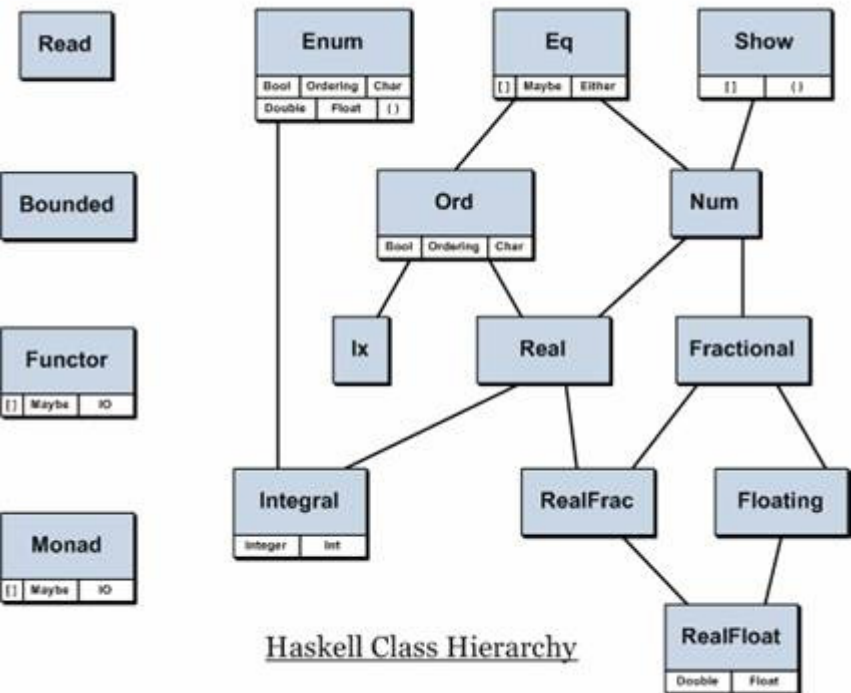 Read
Enum
Bool Ordering Char
Double Float ()
Eq
[] Maybe Either
Show
[] ()
Bounded
Ord
Bool Ordering Char
Num
Functor
[] Maybe IO
Ix
Real
Fractional
Integral
Integer Int
RealFrac
Floating
Monad
[] Maybe IO
RealFloat
Double Float
Haskell Class Hierarchy